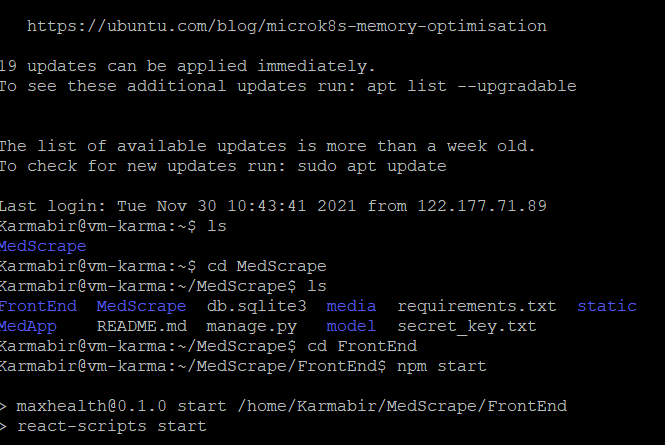 https://ubuntu.com/blog/microk8s-memory-optimisation
19 updates can be applied immediately.
To see these additional updates run: apt list --upgradable
The list of available updates is more than a week old.
To check for new updates run: sudo apt update
Last login: Tue Nov 30 10:43:41 2021 from 122.177.71.89
Karmabir@vm-karma:~$ ls
MedScrape
Karmabir@vm-karma:~$ cd MedScrape
Karmabir@vm-karma:~/MedScrape$ ls
FrontEnd  MedScrape  db.sqlite3  media  requirements.txt  static
MedApp    README.md  manage.py   model  secret_key.txt
Karmabir@vm-karma:~/MedScrape$ cd FrontEnd
Karmabir@vm-karma:~/MedScrape/FrontEnd$ npm start
> maxhealth@0.1.0 start /home/Karmabir/MedScrape/FrontEnd
> react-scripts start